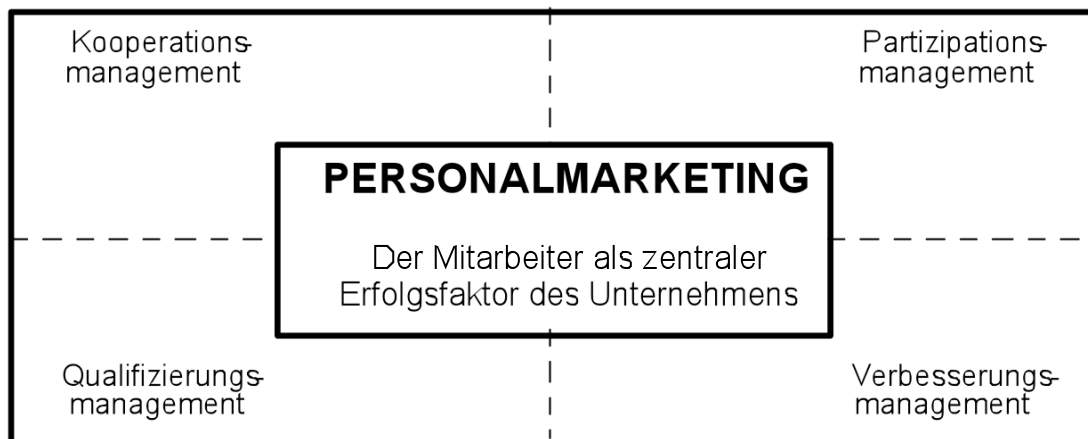 Kooperations-
management
Partizipations-
management
PERSONALMARKETING
Der Mitarbeiter als zentraler
Erfolgsfaktor des Unternehmens
Qualifizierungs-
management
Verbesserungs-
management